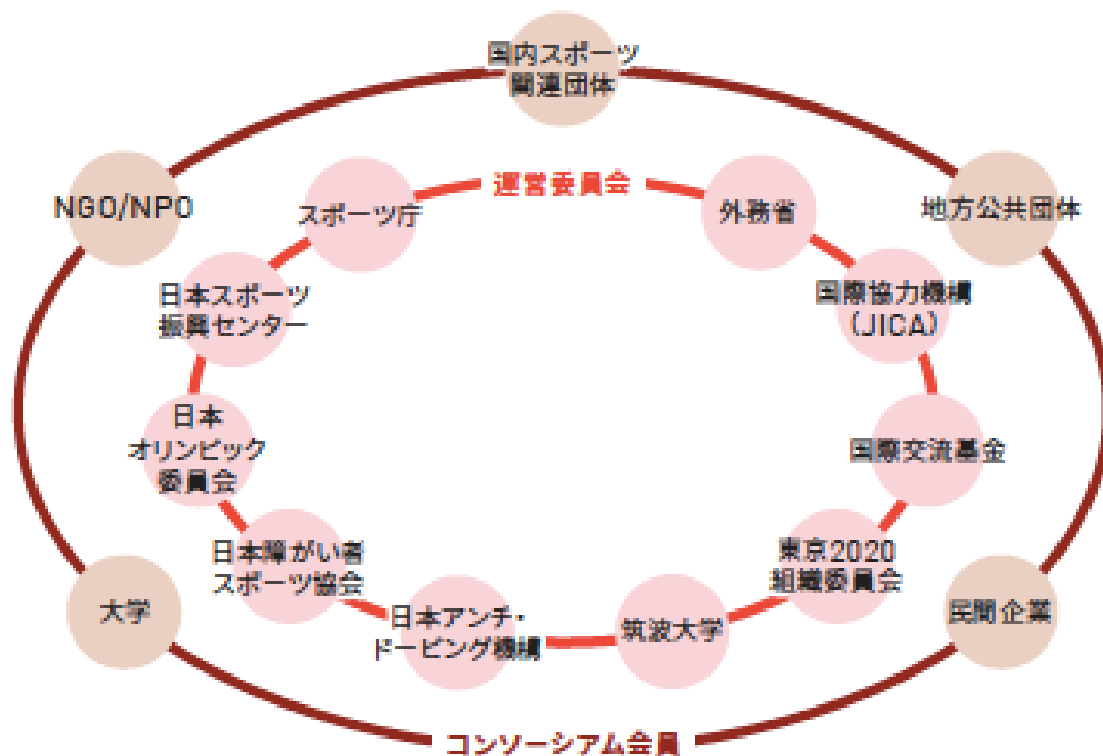 国内スポーツ
関連団体
NGO/NPO
地方公共団体
運営委員会
スポーツ庁
外務省
日本スポーツ
振興センター
国際協力機構
(JICA)
日本
オリンピック
委員会
国際交流基金
日本障がい者
スポーツ協会
東京2020
組織委員会
日本アンチ・
ドーピング機構
筑波大学
大学
民間企業
コンソーシアム会員